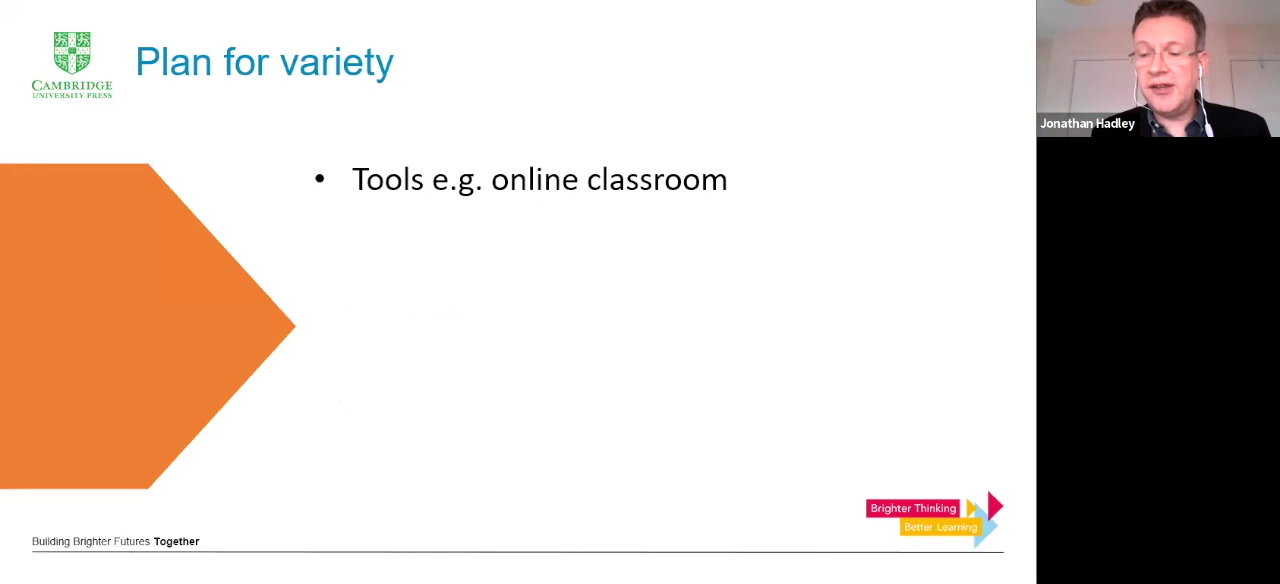 CAMBRIDGE
UNIVERSITY PRESS
Plan for variety
Jonathan Hadley
• Tools e.g. online classroom
Brighter Thinking
Better Learning
Building Brighter Futures Together